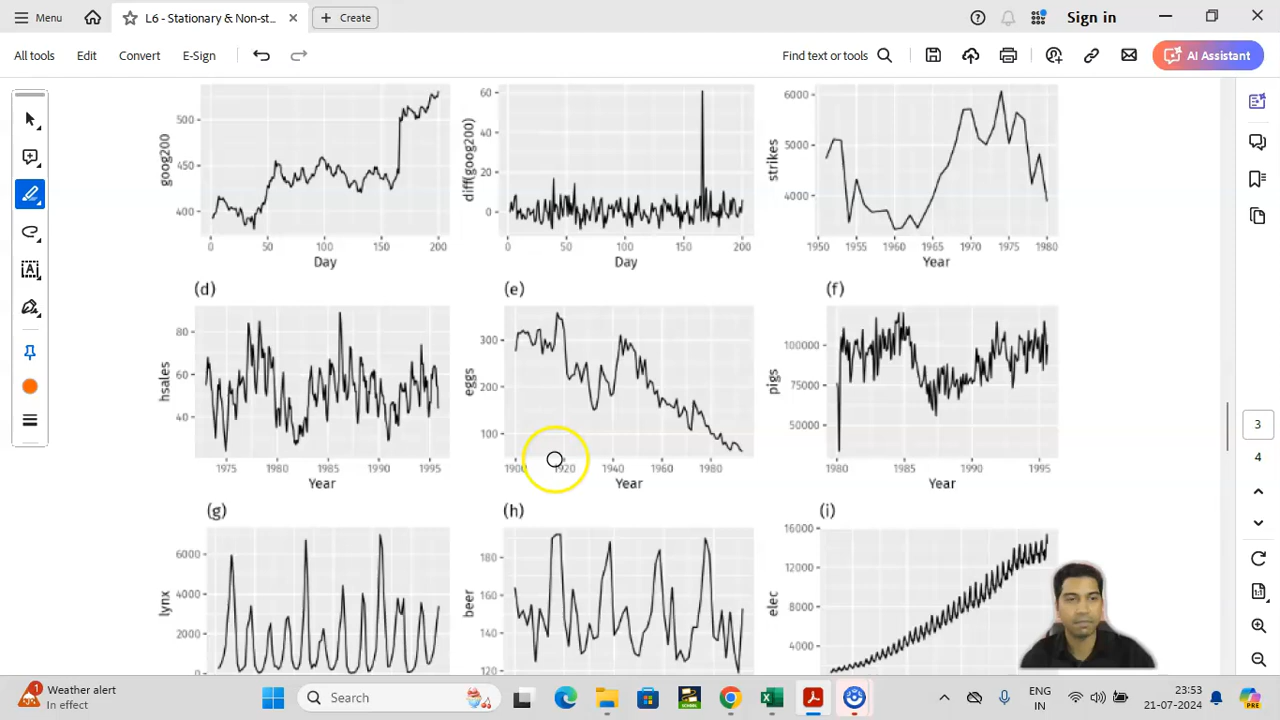 Menu
L6 - Stationary & Non-st...
Create
Sign in
All tools
Edit
Convert
E-Sign
Find text or tools
AI Assistant
goog200
500
450
400
0 50 100 150 200
Day
diff(goog200)
60
40
20
0
0 50 100 150 200
Day
strikes
6000
5000
4000
1950 1955 1960 1965 1970 1975 1980
Year
(d)
hsales
80
60
40
1975 1980 1985 1990 1995
Year
(e)
eggs
300
200
100
1900 1920 1940 1960 1980
Year
(f)
pigs
100000
75000
50000
1980 1985 1990 1995
Year
(g)
lynx
6000
4000
2000
0
(h)
beer
180
160
140
120
(i)
elec
16000
12000
8000
4000
3
4
1
Weather alert
In effect
Search
ENG
IN
23:53
21-07-2024
PRE